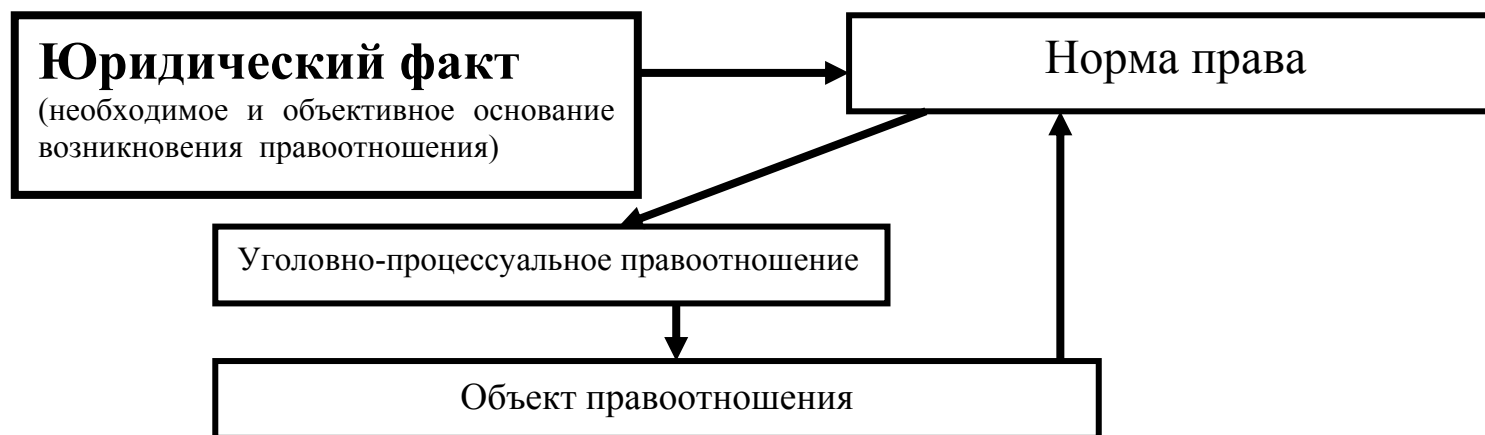 Юридический факт
(необходимое и объективное основание
возникновения правоотношения)
Норма права
Уголовно-процессуальное правоотношение
Объект правоотношения